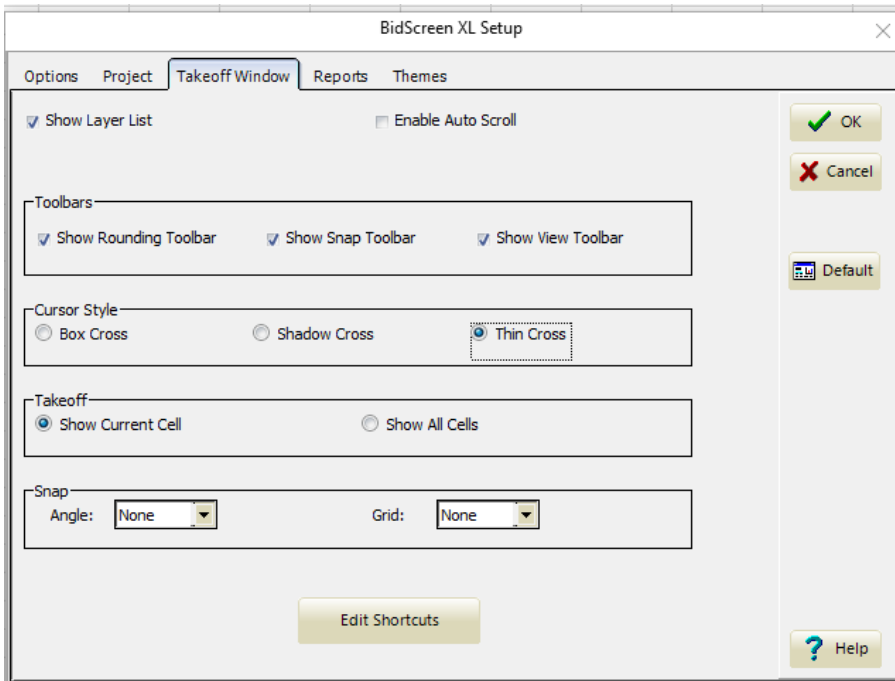 BidScreen XL Setup
Options Project Takeoff Window Reports Themes
Show Layer List Enable Auto Scroll
OK
Cancel
Toolbars
Show Rounding Toolbar Show Snap Toolbar Show View Toolbar
Default
Cursor Style
Box Cross Shadow Cross Thin Cross
Takeoff
Show Current Cell Show All Cells
Snap
Angle: None Grid: None
Edit Shortcuts
Help